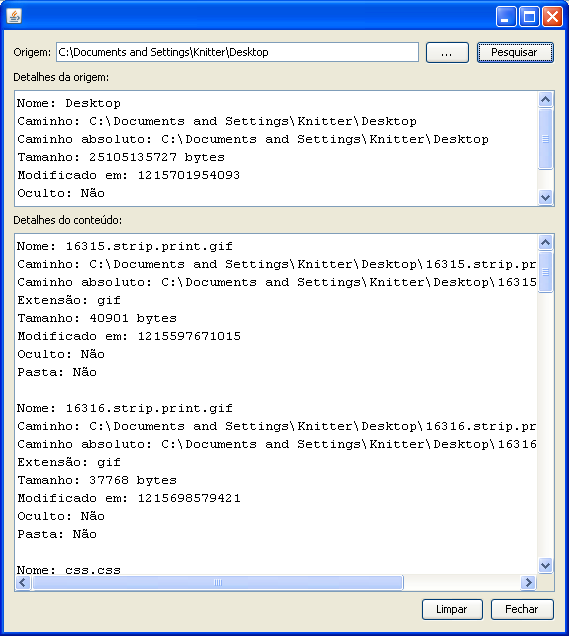 Origem: C:\Documents and Settings\Knitter\Desktop ... Pesquisar
Detalhes da origem:
Nome: Desktop
Caminho: C:\Documents and Settings\Knitter\Desktop
Caminho absoluto: C:\Documents and Settings\Knitter\Desktop
Tamanho: 25105135727 bytes
Modificado em: 1215701954093
Oculto: Não
Detalhes do conteúdo:
Nome: 16315.strip.print.gif
Caminho: C:\Documents and Settings\Knitter\Desktop\16315.strip.pr
Caminho absoluto: C:\Documents and Settings\Knitter\Desktop\16315
Extensão: gif
Tamanho: 40901 bytes
Modificado em: 1215597671015
Oculto: Não
Pasta: Não
Nome: 16316.strip.print.gif
Caminho: C:\Documents and Settings\Knitter\Desktop\16316.strip.pr
Caminho absoluto: C:\Documents and Settings\Knitter\Desktop\16316
Extensão: gif
Tamanho: 37768 bytes
Modificado em: 1215698579421
Oculto: Não
Pasta: Não
Nome: css.css
Limpar Fechar